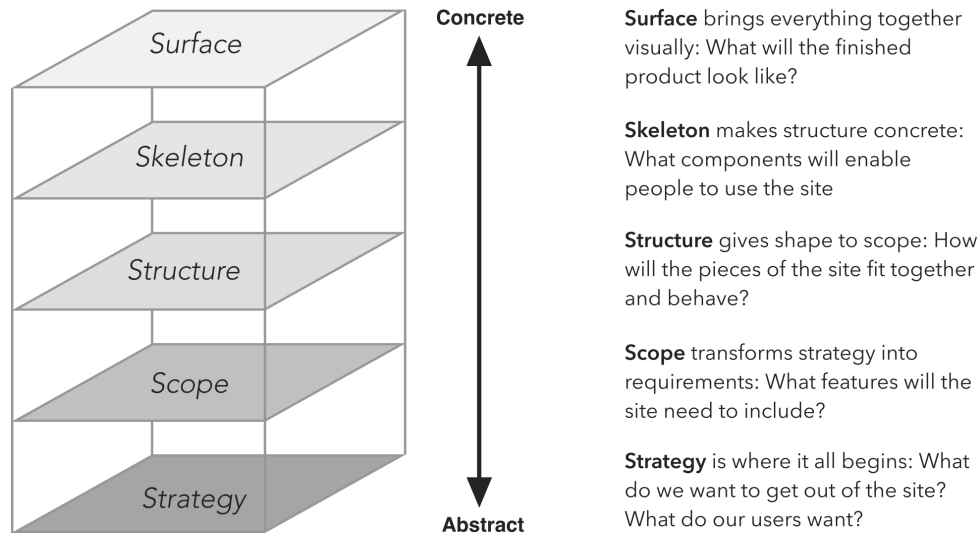 Surface
Skeleton
Structure
Scope
Strategy
Concrete
Abstract
Surface brings everything together
visually: What will the finished
product look like?
Skeleton makes structure concrete:
What components will enable
people to use the site
Structure gives shape to scope: How
will the pieces of the site fit together
and behave?
Scope transforms strategy into
requirements: What features will the
site need to include?
Strategy is where it all begins: What
do we want to get out of the site?
What do our users want?